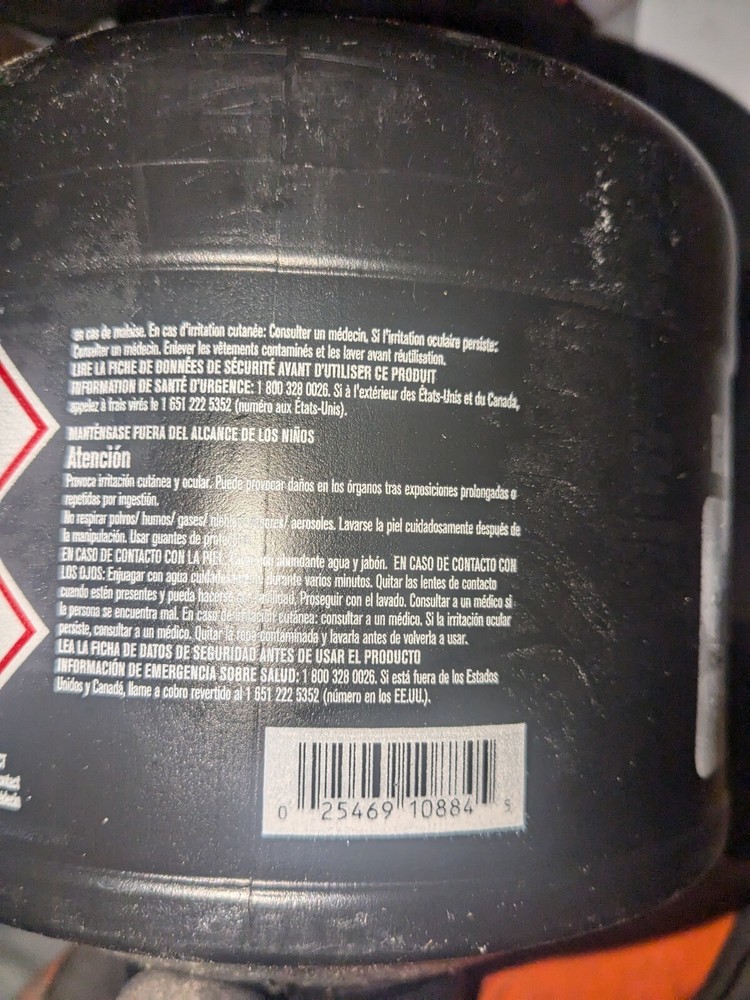 en cas de malaise. En cas d'irritation cutanée: Consulter un médecin. Si l'irritation oculaire persiste:
Consulter un médecin. Enlever les vêtements contaminés et les laver avant réutilisation.
LIRE LA FICHE DE DONNÉES DE SÉCURITÉ AVANT D'UTILISER CE PRODUIT
INFORMATION DE SANTÉ D'URGENCE: 1 800 328 0026. Si à l'extérieur des États-Unis et du Canada,
appelez à frais virés le 1 651 222 5352 (numéro aux États-Unis).
MANTÉNGASE FUERA DEL ALCANCE DE LOS NIÑOS
Atención
Provoca irritación cutánea y ocular. Puede provocar daños en los órganos tras exposiciones prolongadas o
repetidas por ingestión.
No respirar polvos/ humos/ gases/ aerosoles. Lavarse la piel cuidadosamente después de
la manipulación. Usar guantes de
EN CASO DE CONTACTO CON LA PIEL: abundante agua y jabón. EN CASO DE CONTACTO CON
LOS OJOS: Enjuagar con agua durante varios minutos. Quitar las lentes de contacto
cuando estén presentes y pueda hacerse con facilidad. Proseguir con el lavado. Consultar a un médico si
la persona se encuentra mal. En caso de irritación cutánea: consultar a un médico. Si la irritación ocular
persiste, consultar a un médico. Quitar la ropa contaminada y lavarla antes de volverla a usar.
LEA LA FICHA DE DATOS DE SEGURIDAD ANTES DE USAR EL PRODUCTO
INFORMACIÓN DE EMERGENCIA SOBRE SALUD: 1 800 328 0026. Si está fuera de los Estados
Unidos y Canadá, llame a cobro revertido al 1 651 222 5352 (número en los EE.UU.).
0 25469 10884 5